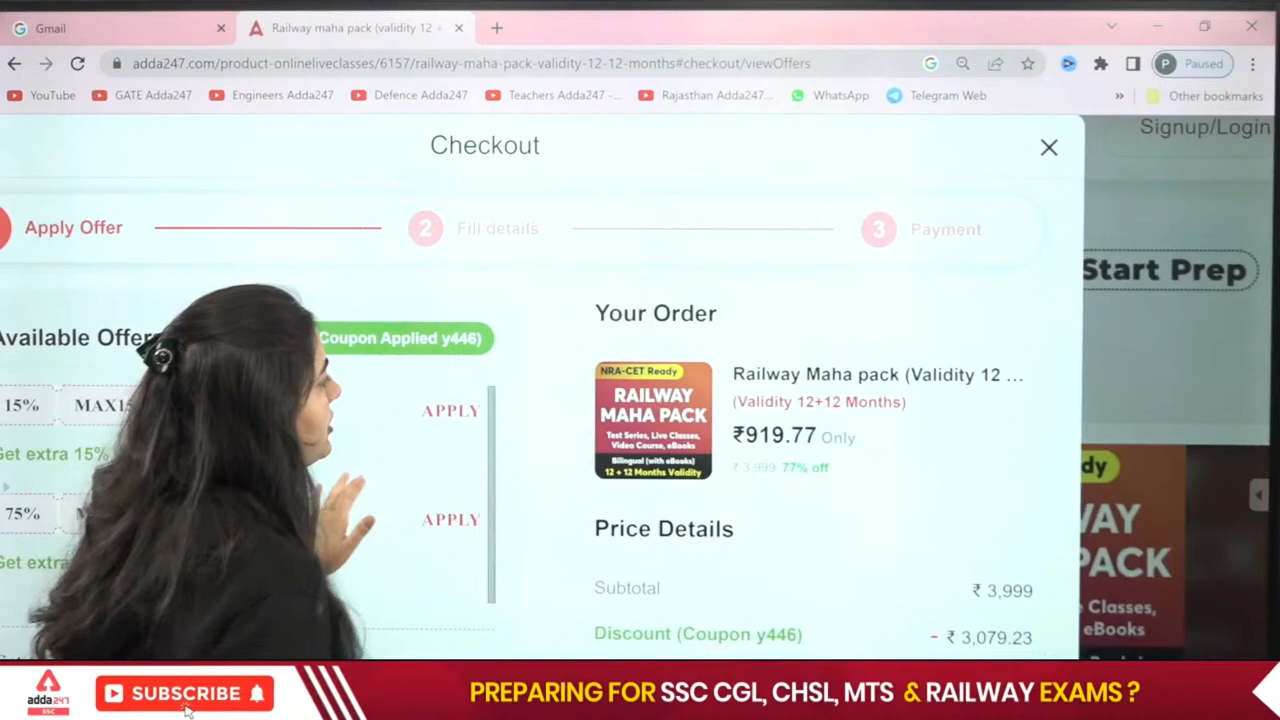 Gmail
Railway maha pack (validity 12 +
adda247.com/product-onlineliveclasses/6157/railway-maha-pack-validity-12-12-months#checkout/viewOffers
P Paused
YouTube
GATE Adda247
Engineers Adda247
Defence Adda247
Teachers Adda247 -...
Rajasthan Adda247...
WhatsApp
Telegram Web
»
Other bookmarks
Signup/Login
Checkout
Apply Offer
2 Fill details
3 Payment
Start Prep
Available Offer
Coupon Applied y446)
15% MAX15
APPLY
Get extra 15%
75%
APPLY
Get extra
Your Order
NRA-CET Ready
RAILWAY
MAHA PACK
Test Series, Live Classes,
Video Course, eBooks
Bilingual (with eBooks)
12 + 12 Months Validity
Railway Maha pack (Validity 12 ...
(Validity 12+12 Months)
₹919.77 Only
₹ 3,999 77% off
Price Details
Subtotal ₹ 3,999
Discount (Coupon y446) - ₹ 3,079.23
dy
WAY
PACK
Classes,
eBooks
adda247
SSC
SUBSCRIBE
PREPARING FOR SSC CGL, CHSL, MTS & RAILWAY EXAMS ?